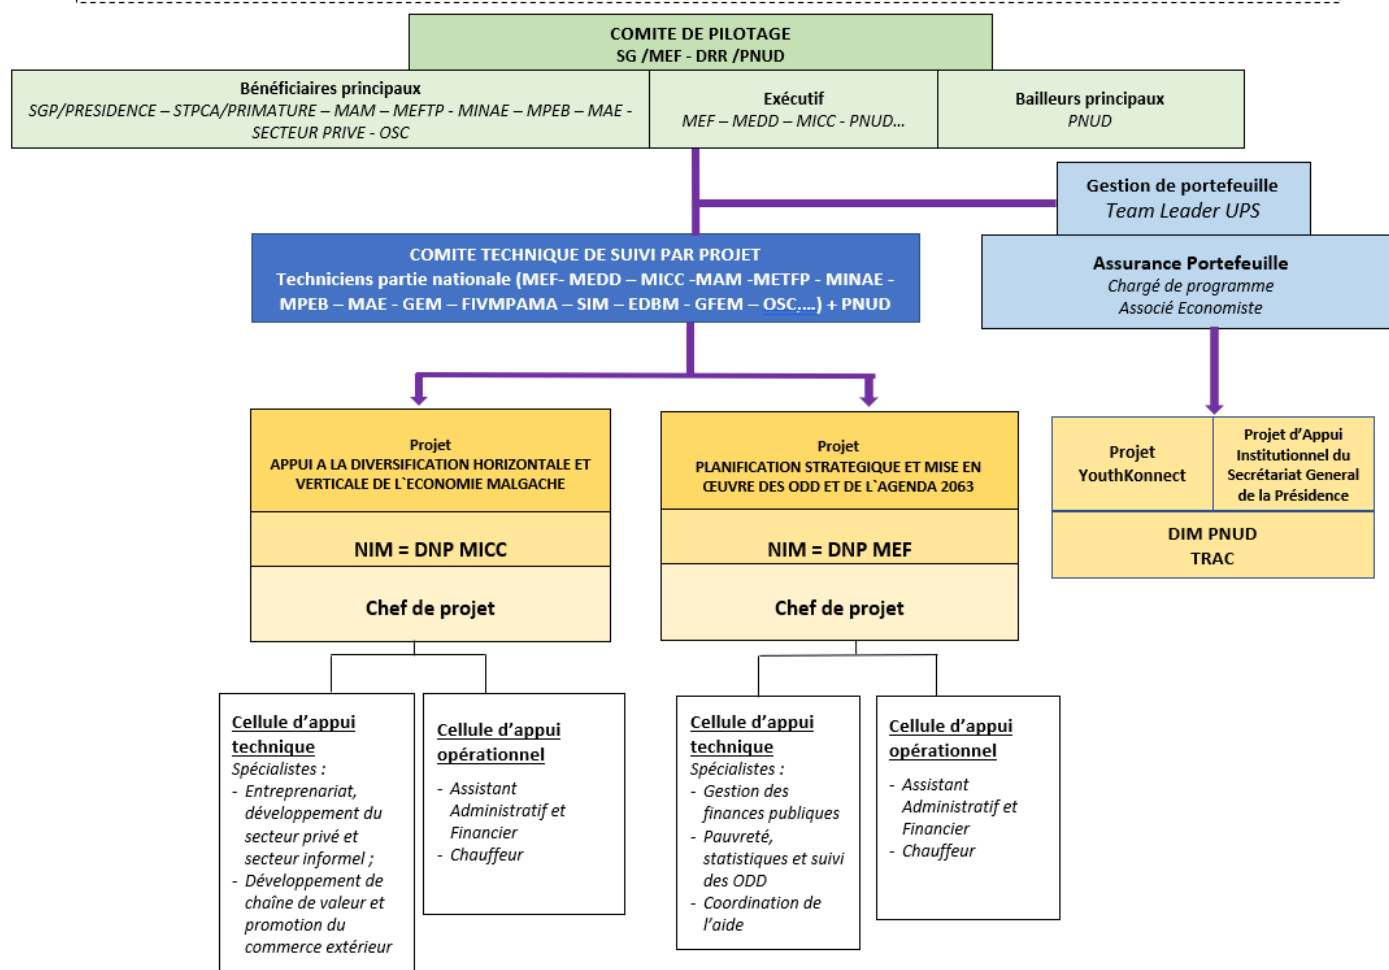 COMITE DE PILOTAGE
SG /MEF - DRR /PNUD
Bénéficiaires principaux
SGP/PRESIDENCE – STPCA/PRIMATURE – MAM – MEFTP - MINAE – MPEB – MAE -
SECTEUR PRIVE - OSC
Exécutif
MEF – MEDD – MICC - PNUD...
Bailleurs principaux
PNUD
Gestion de portefeuille
Team Leader UPS
Assurance Portefeuille
Chargé de programme
Associé Economiste
COMITE TECHNIQUE DE SUIVI PAR PROJET
Techniciens partie nationale (MEF- MEDD – MICC -MAM -METFP - MINAE -
MPEB – MAE - GEM – FIVMPAMA – SIM – EDBM - GFEM – OSC,...) + PNUD
Projet
APPUI A LA DIVERSIFICATION HORIZONTALE ET
VERTICALE DE L`ECONOMIE MALGACHE
NIM = DNP MICC
Chef de projet
Projet
PLANIFICATION STRATEGIQUE ET MISE EN
ŒUVRE DES ODD ET DE L`AGENDA 2063
NIM = DNP MEF
Chef de projet
Projet
YouthKonnect
Projet d’Appui
Institutionnel du
Secrétariat General
de la Présidence
DIM PNUD
TRAC
Cellule d’appui
technique
Spécialistes :
- Entreprenariat,
développement du
secteur privé et
secteur informel ;
- Développement de
chaîne de valeur et
promotion du
commerce extérieur
Cellule d’appui
opérationnel
- Assistant
Administratif et
Financier
- Chauffeur
Cellule d’appui
technique
Spécialistes :
- Gestion des
finances publiques
- Pauvreté,
statistiques et suivi
des ODD
- Coordination de
l’aide
Cellule d’appui
opérationnel
- Assistant
Administratif et
Financier
- Chauffeur